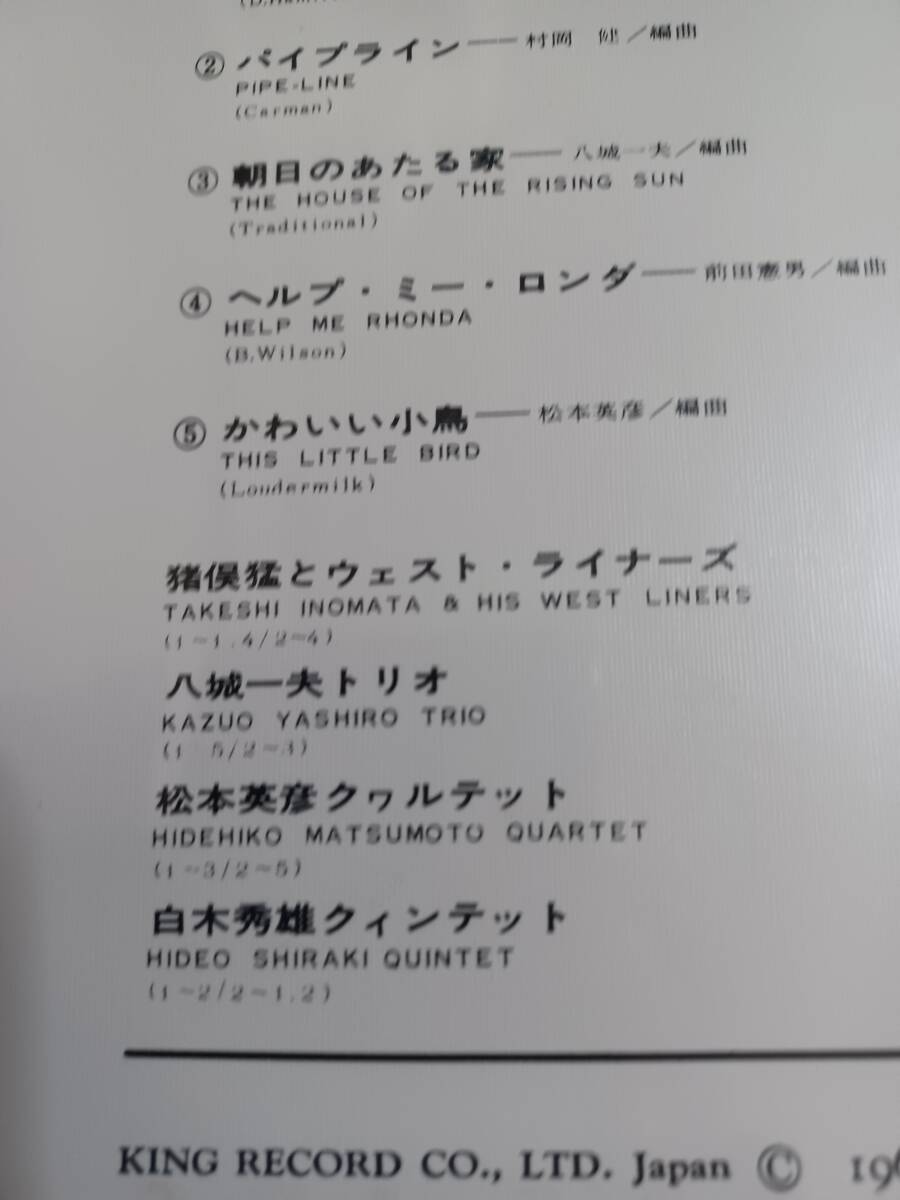 ② パイプライン── 村岡 健／編曲
PIPE-LINE
(Carman)
③ 朝日のあたる家── 八城一夫／編曲
THE HOUSE OF THE RISING SUN
(Traditional)
④ ヘルプ・ミー・ロンダ── 前田憲男／編曲
HELP ME RHONDA
(B.Wilson)
⑤ かわいい小鳥── 松本英彦／編曲
THIS LITTLE BIRD
(Loudermilk)
猪俣猛とウェスト・ライナーズ
TAKESHI INOMATA & HIS WEST LINERS
(1~1.4/2~4)
八城一夫トリオ
KAZUO YASHIRO TRIO
(1 5/2~3)
松本英彦クヮルテット
HIDEHIKO MATSUMOTO QUARTET
(1~3/2~5)
白木秀雄クィンテット
HIDEO SHIRAKI QUINTET
(1~2/2~1.2)
KING RECORD CO., LTD. Japan ©